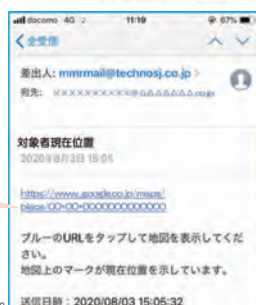 docomo 4G 11:19 67%
全受信
差出人: mmrmail@technosj.co.jp
宛先: ××××××××××@△△△△△△△.co.jp
対象者現在位置
2020年8月3日 15:05
https://www.google.co.jp/maps/
place/00+00+0000000000000
ブルーのURLをタップして地図を表示してくだ
さい。
地図上のマークが現在位置を示しています。
送信日時：2020/08/03 15:05:32